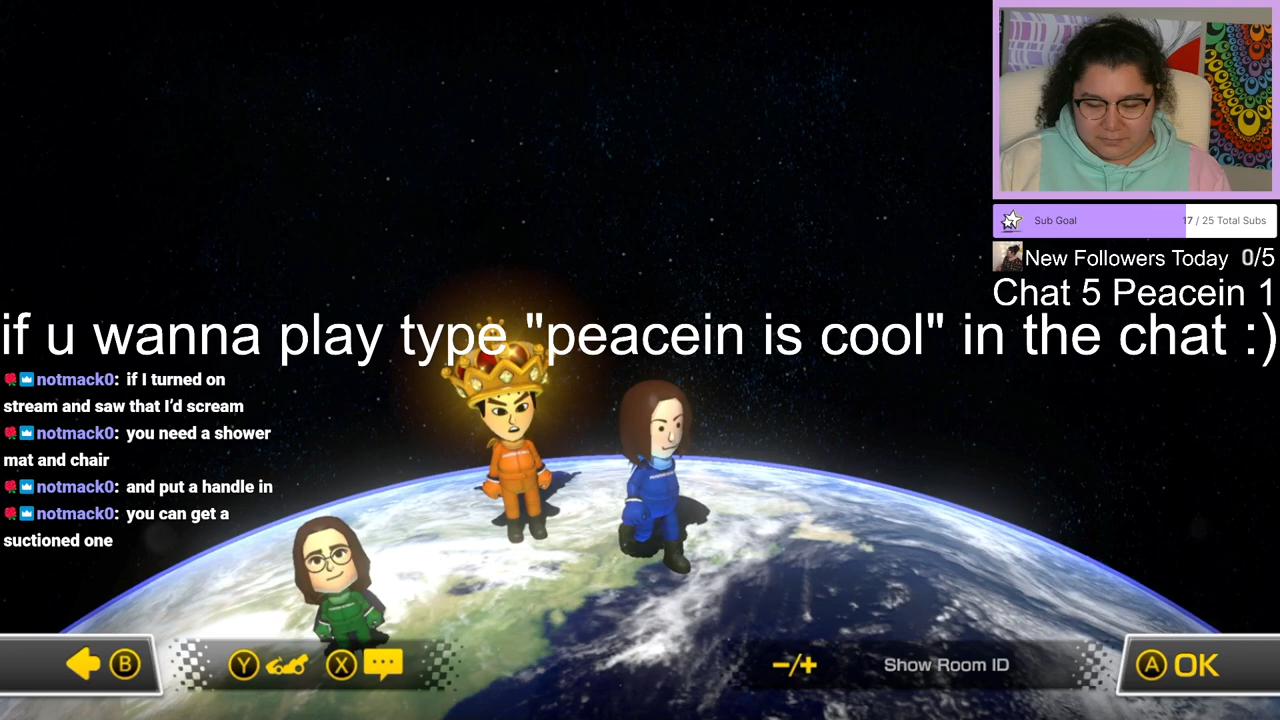 Sub Goal 17 / 25 Total Subs
New Followers Today 0/5
Chat 5 Peacein 1
if u wanna play type "peacein is cool" in the chat :)
notmack0: if I turned on
stream and saw that I'd scream
notmack0: you need a shower
mat and chair
notmack0: and put a handle in
notmack0: you can get a
suctioned one
B
Y X
-/+ Show Room ID
A OK